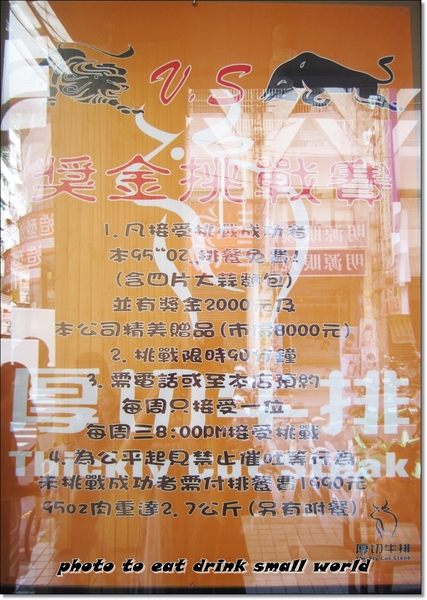 V.S
獎金挑戰賽
1. 凡接受挑戰成功者
本95"oz.排餐免費!
(含四片大蒜麵包)
並有獎金2000元及
本公司精美贈品(市價8000元)
2. 挑戰限時90分鐘
3. 需電話或至本店預約
每周只接受一位
每周三8:00PM接受挑戰
厚切牛排
Thickly Cut Steak
4. 為公平起見禁止催吐等行為
未挑戰成功者需付排餐費1990元
95oz肉重達2.7公斤(另有附餐)
厚切牛排
Thickly Cut Steak
photo to eat drink small world